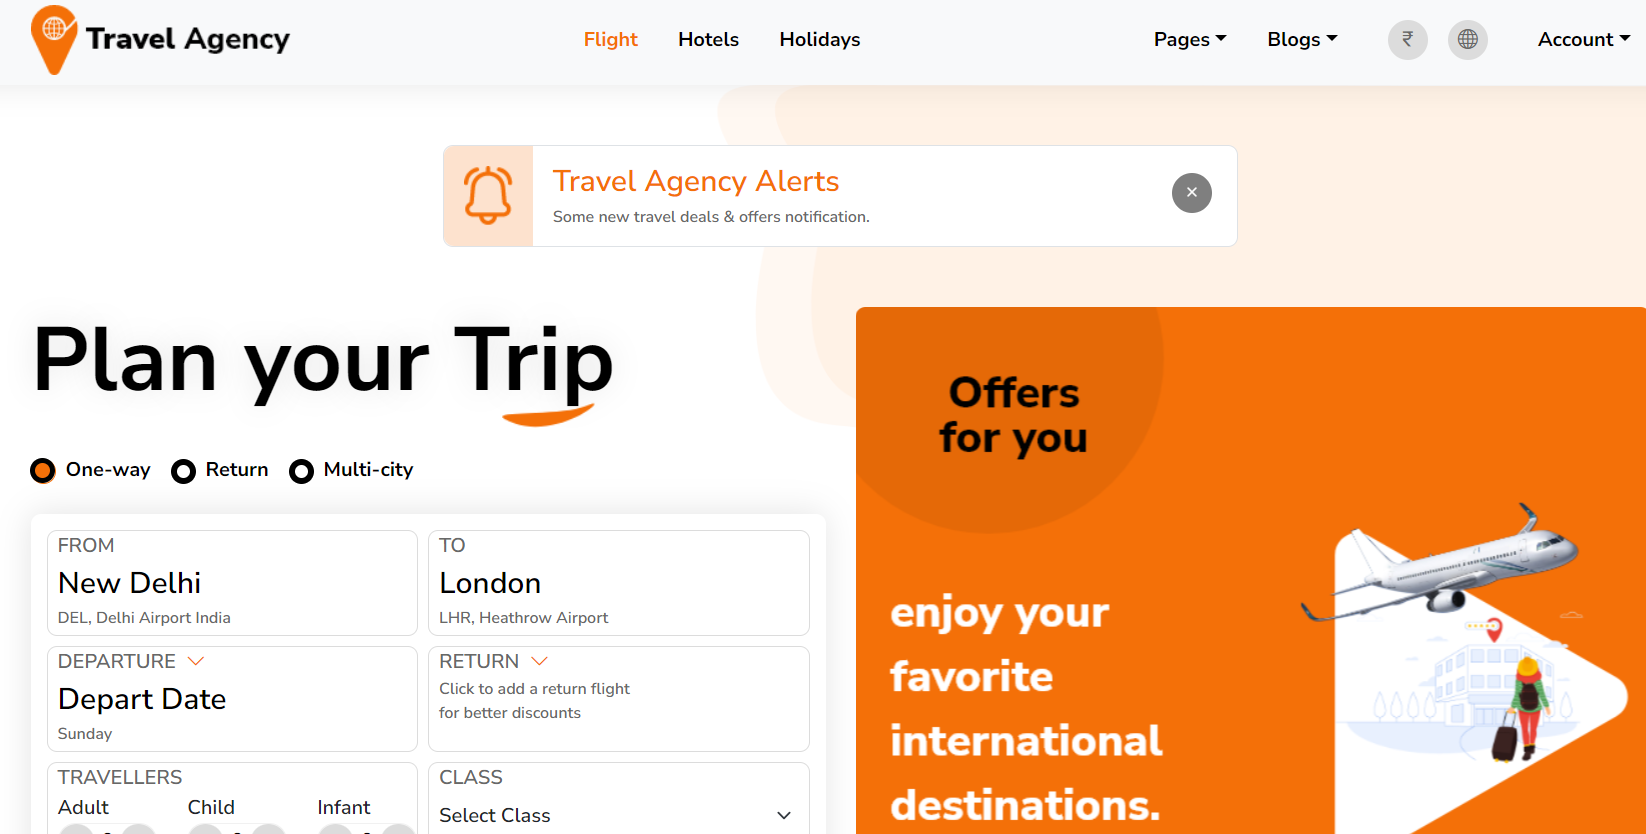 Travel Agency
Flight Hotels Holidays
Pages Blogs ₹ Account
Travel Agency Alerts
Some new travel deals & offers notification.
Plan your Trip
One-way Return Multi-city
FROM
New Delhi
DEL, Delhi Airport India
TO
London
LHR, Heathrow Airport
DEPARTURE
Depart Date
Sunday
RETURN
Click to add a return flight
for better discounts
TRAVELLERS
Adult Child Infant
CLASS
Select Class
Offers
for you
enjoy your
favorite
international
destinations.